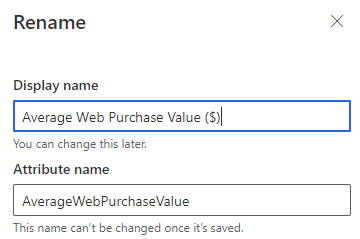 Rename
Display name
Average Web Purchase Value ($)
You can change this later.
Attribute name
AverageWebPurchaseValue
This name can't be changed once it's saved.